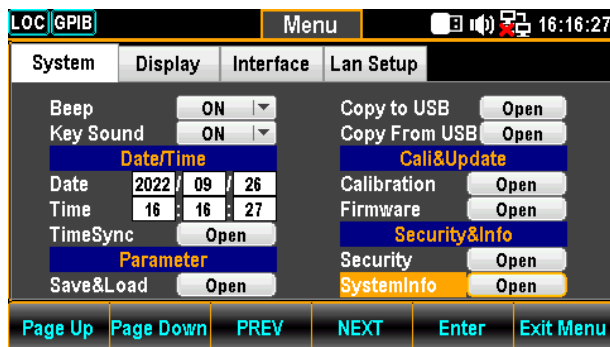 LOC GPIB Menu 16:16:27
System Display Interface Lan Setup
Beep ON Copy to USB Open
Key Sound ON Copy From USB Open
Date/Time Cali&Update
Date 2022 / 09 / 26 Calibration Open
Time 16 : 16 : 27 Firmware Open
TimeSync Open Security&Info
Parameter Security Open
Save&Load Open SystemInfo Open
Page Up Page Down PREV NEXT Enter Exit Menu